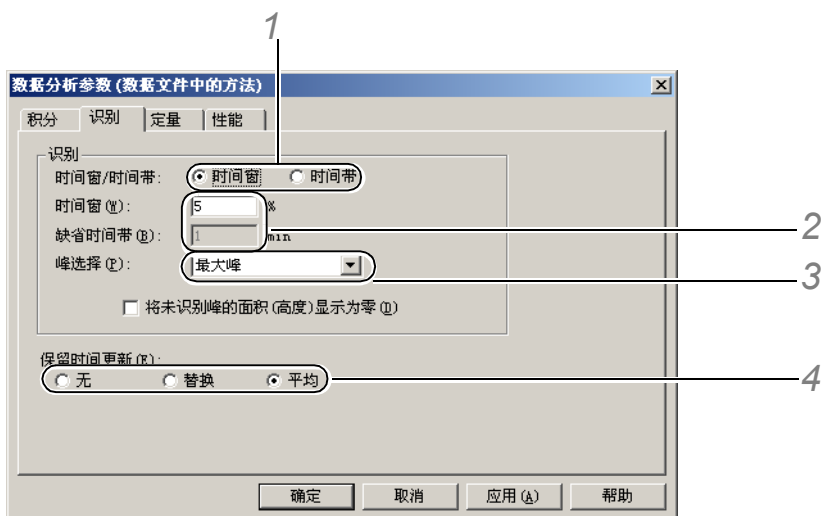 1
数据分析参数(数据文件中的方法)
积分 识别 定量 性能
识别
时间窗/时间带: 时间窗 时间带
时间窗(W): 5 %
缺省时间带(B): 1 min
2
峰选择(P): 最大峰
3
将未识别峰的面积(高度)显示为零(D)
保留时间更新(R):
无 替换 平均
4
确定 取消 应用(A) 帮助